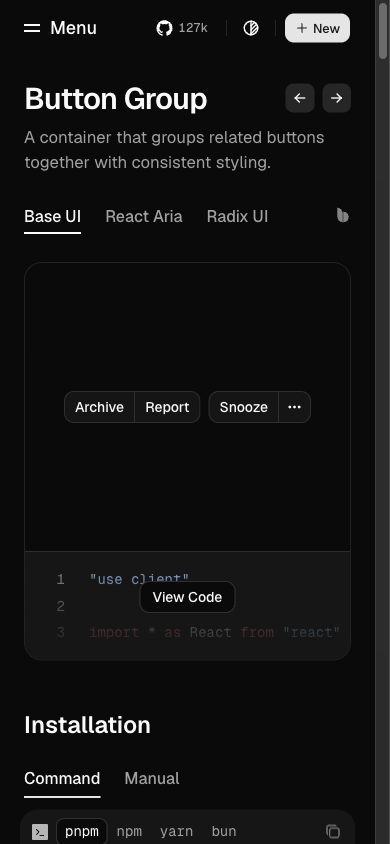 Menu 127k + New
Button Group
A container that groups related buttons
together with consistent styling.
Base UI React Aria Radix UI
Archive Report Snooze ···
1 "use client"
View Code
2
3 import * as React from "react"
Installation
Command Manual
pnpm npm yarn bun